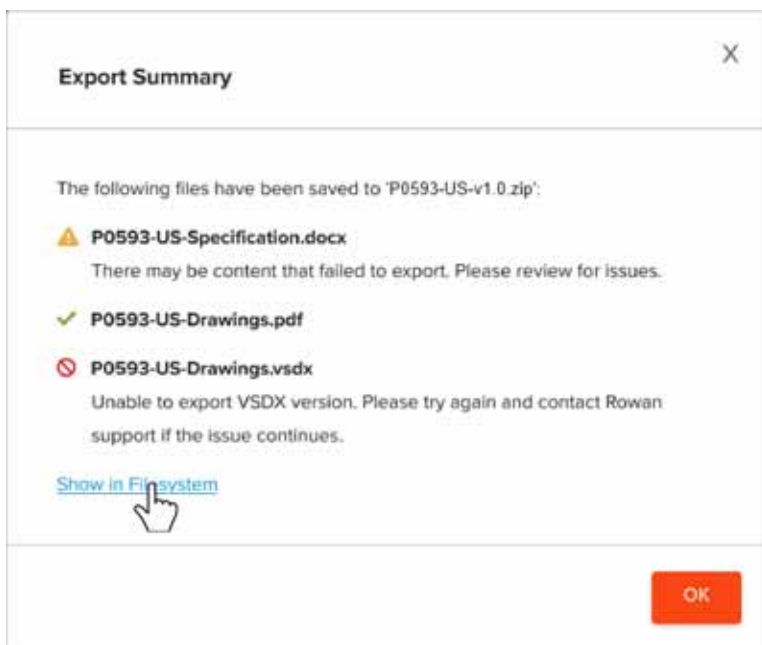 X
Export Summary
The following files have been saved to 'P0593-US-v1.0.zip':
P0593-US-Specification.docx
There may be content that failed to export. Please review for issues.
P0593-US-Drawings.pdf
P0593-US-Drawings.vsdx
Unable to export VSDX version. Please try again and contact Rowan
support if the issue continues.
Show in Filesystem
OK